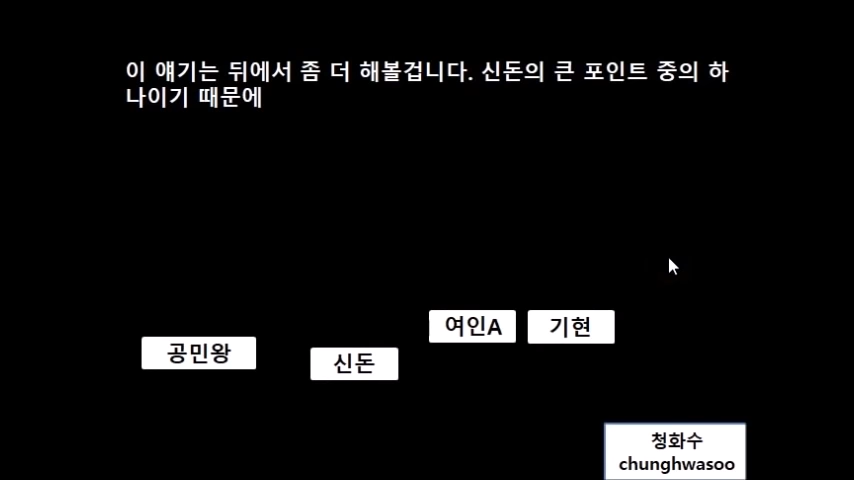 이 얘기는 뒤에서 좀 더 해볼겁니다. 신돈의 큰 포인트 중의 하
나이기 때문에
여인A 기현
공민왕
신돈
청화수
chunghwasoo